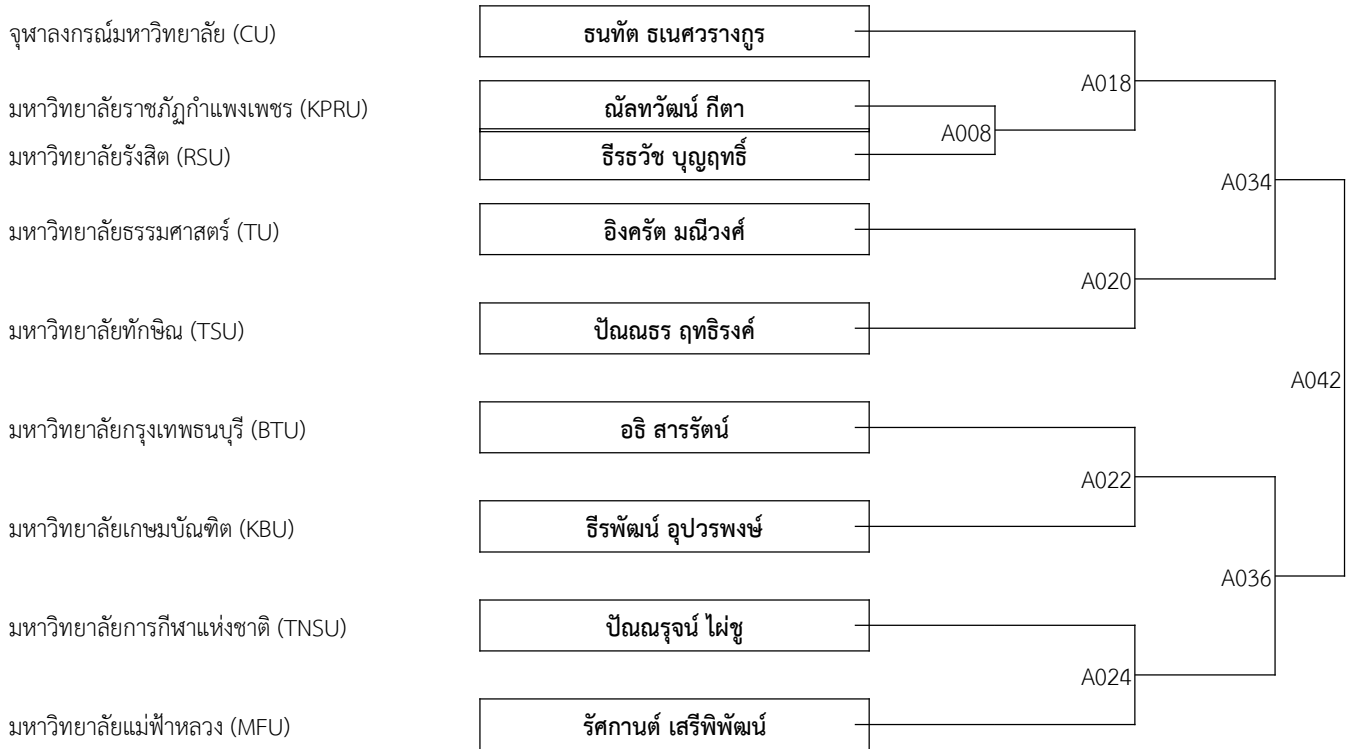 จุฬาลงกรณ์มหาวิทยาลัย (CU) ธนทัต ธเนศวรางกูร
A018
มหาวิทยาลัยราชภัฏกำแพงเพชร (KPRU) ณัลทวัฒน์ กีตา
A008
มหาวิทยาลัยรังสิต (RSU) ธีรธวัช บุญฤทธิ์
A034
มหาวิทยาลัยธรรมศาสตร์ (TU) อิงครัต มณีวงศ์
A020
มหาวิทยาลัยทักษิณ (TSU) ปัณณธร ฤทธิรงค์
A042
มหาวิทยาลัยกรุงเทพธนบุรี (BTU) อธิ สารรัตน์
A022
มหาวิทยาลัยเกษมบัณฑิต (KBU) ธีรพัฒน์ อุปวรพงษ์
A036
มหาวิทยาลัยการกีฬาแห่งชาติ (TNSU) ปัณณรุจน์ ไผ่ชู
A024
มหาวิทยาลัยแม่ฟ้าหลวง (MFU) รัศกานต์ เสรีพิพัฒน์